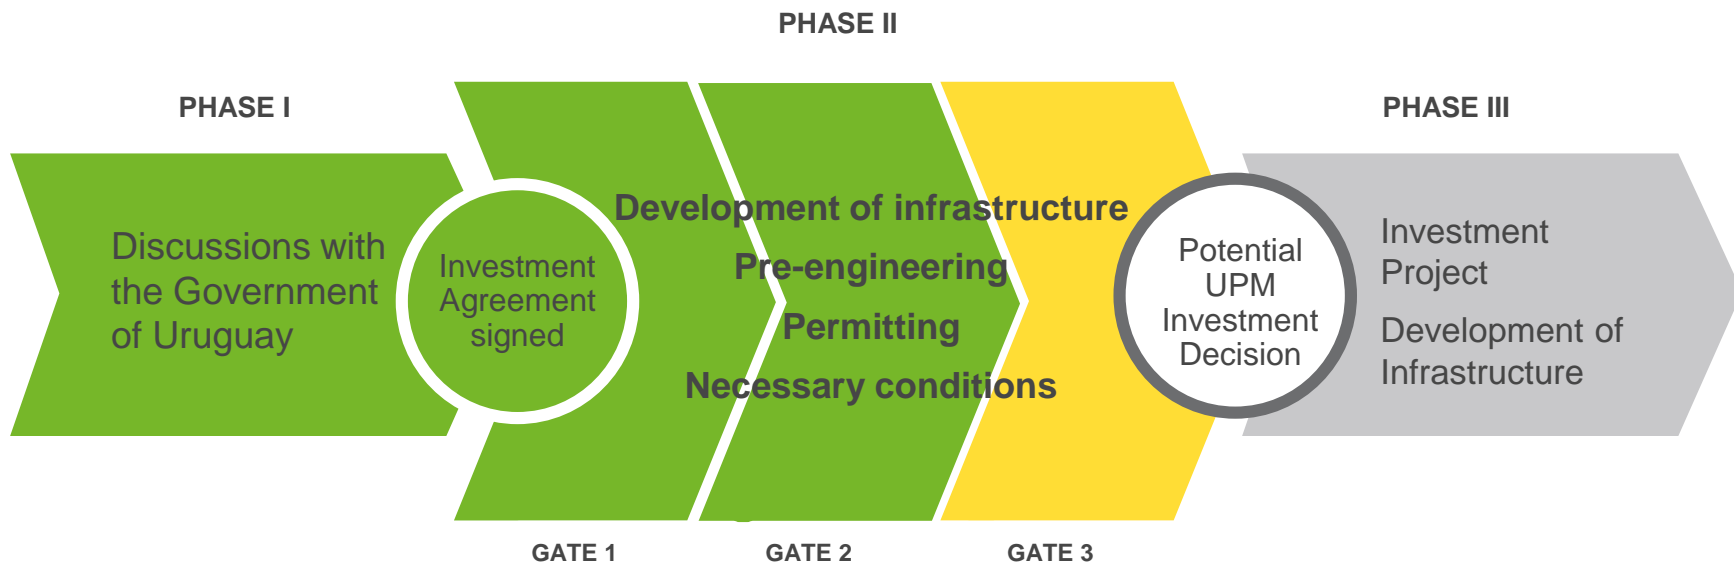 PHASE II
PHASE I
PHASE III
Discussions with
the Government
of Uruguay
Investment
Agreement
signed
Development of infrastructure
Pre-engineering
Permitting
Necessary conditions
Potential
UPM
Investment
Decision
Investment
Project
Development of
Infrastructure
GATE 1
GATE 2
GATE 3